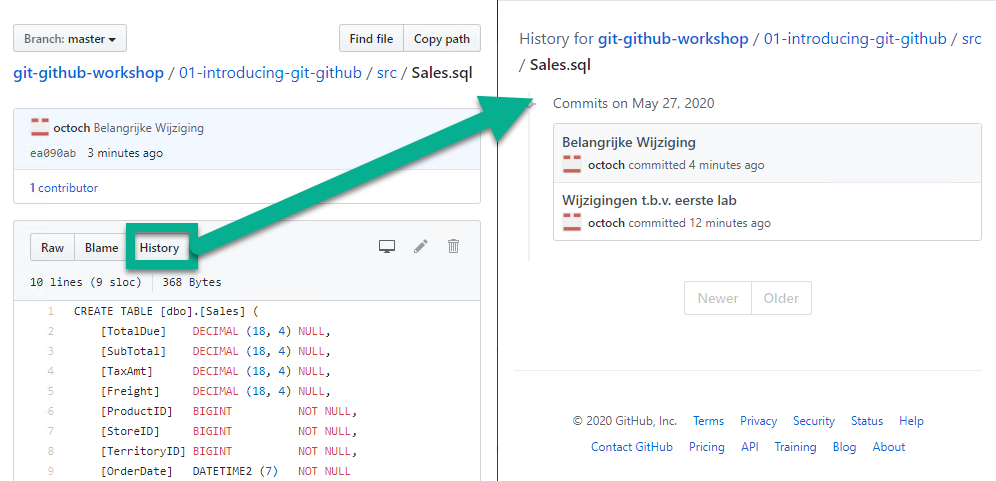 Branch: master
Find file Copy path
git-github-workshop / 01-introducing-git-github / src / Sales.sql
octoch Belangrijke Wijziging
ea090ab 3 minutes ago
1 contributor
Raw Blame History
10 lines (9 sloc) 368 Bytes
1 CREATE TABLE [dbo].[Sales] (
2 [TotalDue] DECIMAL (18, 4) NULL,
3 [SubTotal] DECIMAL (18, 4) NULL,
4 [TaxAmt] DECIMAL (18, 4) NULL,
5 [Freight] DECIMAL (18, 4) NULL,
6 [ProductID] BIGINT NOT NULL,
7 [StoreID] BIGINT NOT NULL,
8 [TerritoryID] BIGINT NOT NULL,
9 [OrderDate] DATETIME2 (7) NOT NULL
History for git-github-workshop / 01-introducing-git-github / src
/ Sales.sql
Commits on May 27, 2020
Belangrijke Wijziging
octoch committed 4 minutes ago
Wijzigingen t.b.v. eerste lab
octoch committed 12 minutes ago
Newer Older
© 2020 GitHub, Inc. Terms Privacy Security Status Help
Contact GitHub Pricing API Training Blog About